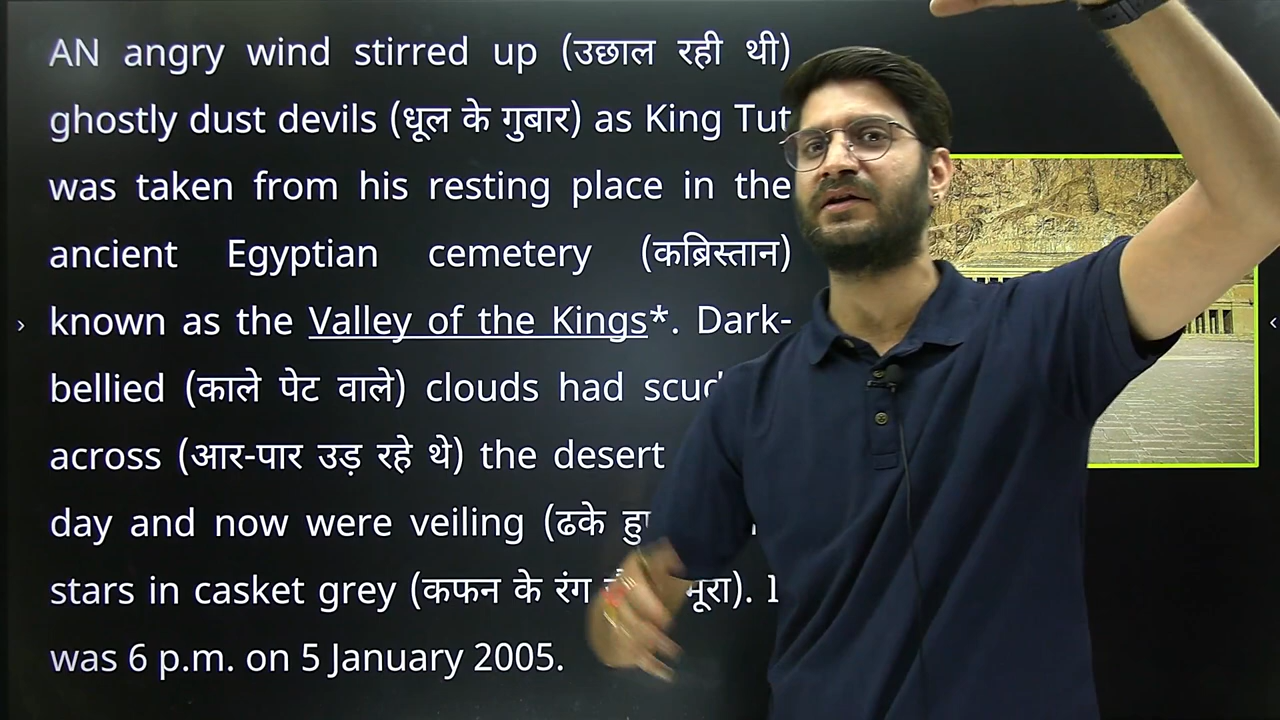 AN angry wind stirred up (उछाल रही थी)
ghostly dust devils (धूल के गुबार) as King Tut
was taken from his resting place in the
ancient Egyptian cemetery (कब्रिस्तान)
known as the Valley of the Kings*. Dark-
bellied (काले पेट वाले) clouds had
across (आर-पार उड़ रहे थे) the desert
day and now were veiling (ढके
stars in casket grey (कफन के रंग भूरा).
was 6 p.m. on 5 January 2005.